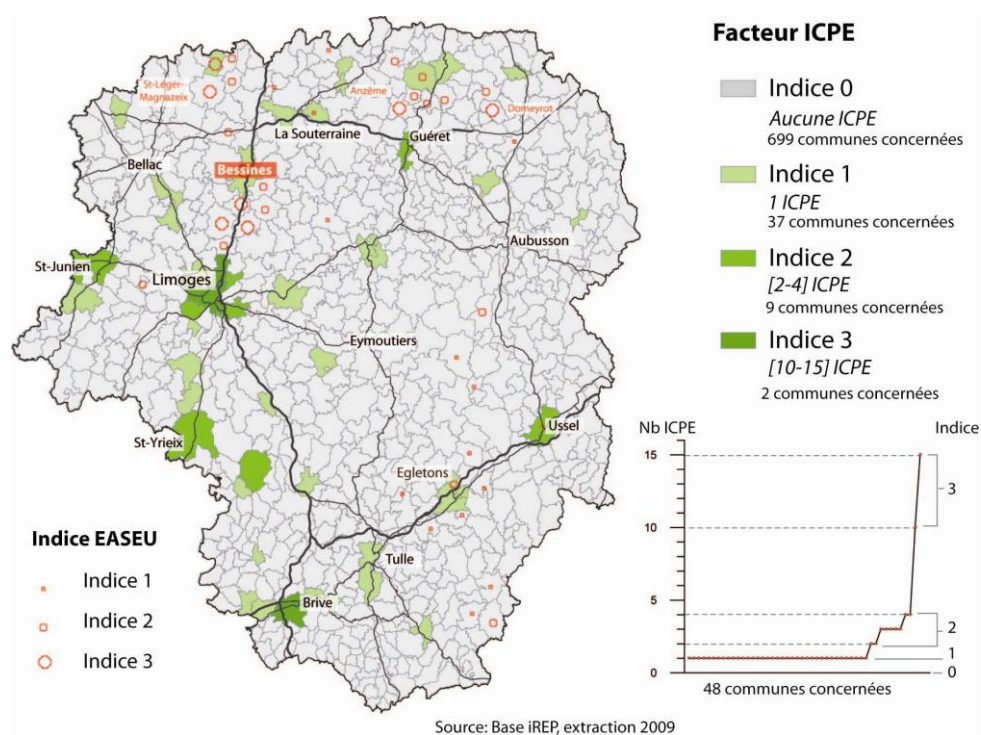 Facteur ICPE
Indice 0
Aucune ICPE
699 communes concernées
Indice 1
1 ICPE
37 communes concernées
Indice 2
[2-4] ICPE
9 communes concernées
Indice 3
[10-15] ICPE
2 communes concernées
St-Léger-
Magnazeix
Anzême
Domeyrot
La Souterraine
Guéret
Bellac
Bessines
Aubusson
St-Junien
Limoges
Eymoutiers
St-Yrieix
Ussel
Egletons
Tulle
Brive
Indice EASEU
Indice 1
Indice 2
Indice 3
Nb ICPE
Indice
15
10
5
0
3
2
1
0
48 communes concernées
Source: Base iREP, extraction 2009